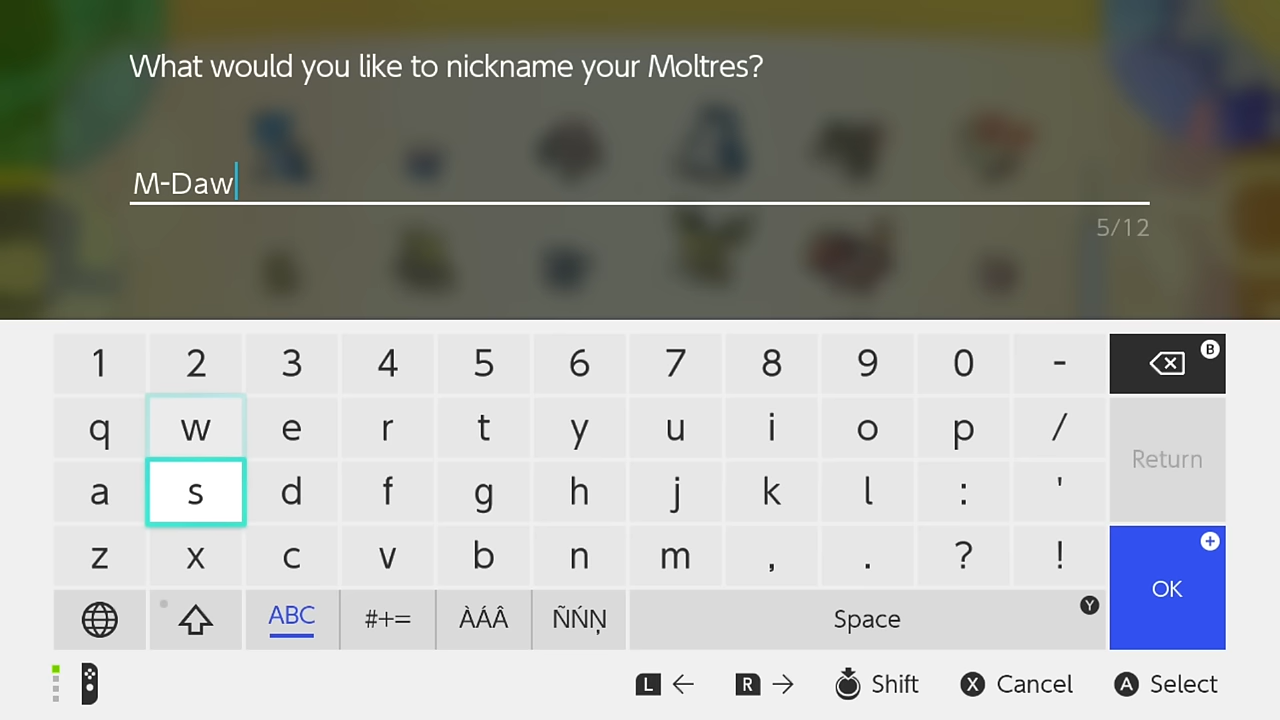 What would you like to nickname your Moltres?
M-Daw
5/12
1 2 3 4 5 6 7 8 9 0 - B
q w e r t y u i o p /
Return
a s d f g h j k l : '
z x c v b n m , . ? ! +
OK
ABC #+= ÀÁÂ ÑŃŅ Space Y
L ← R → Shift X Cancel A Select